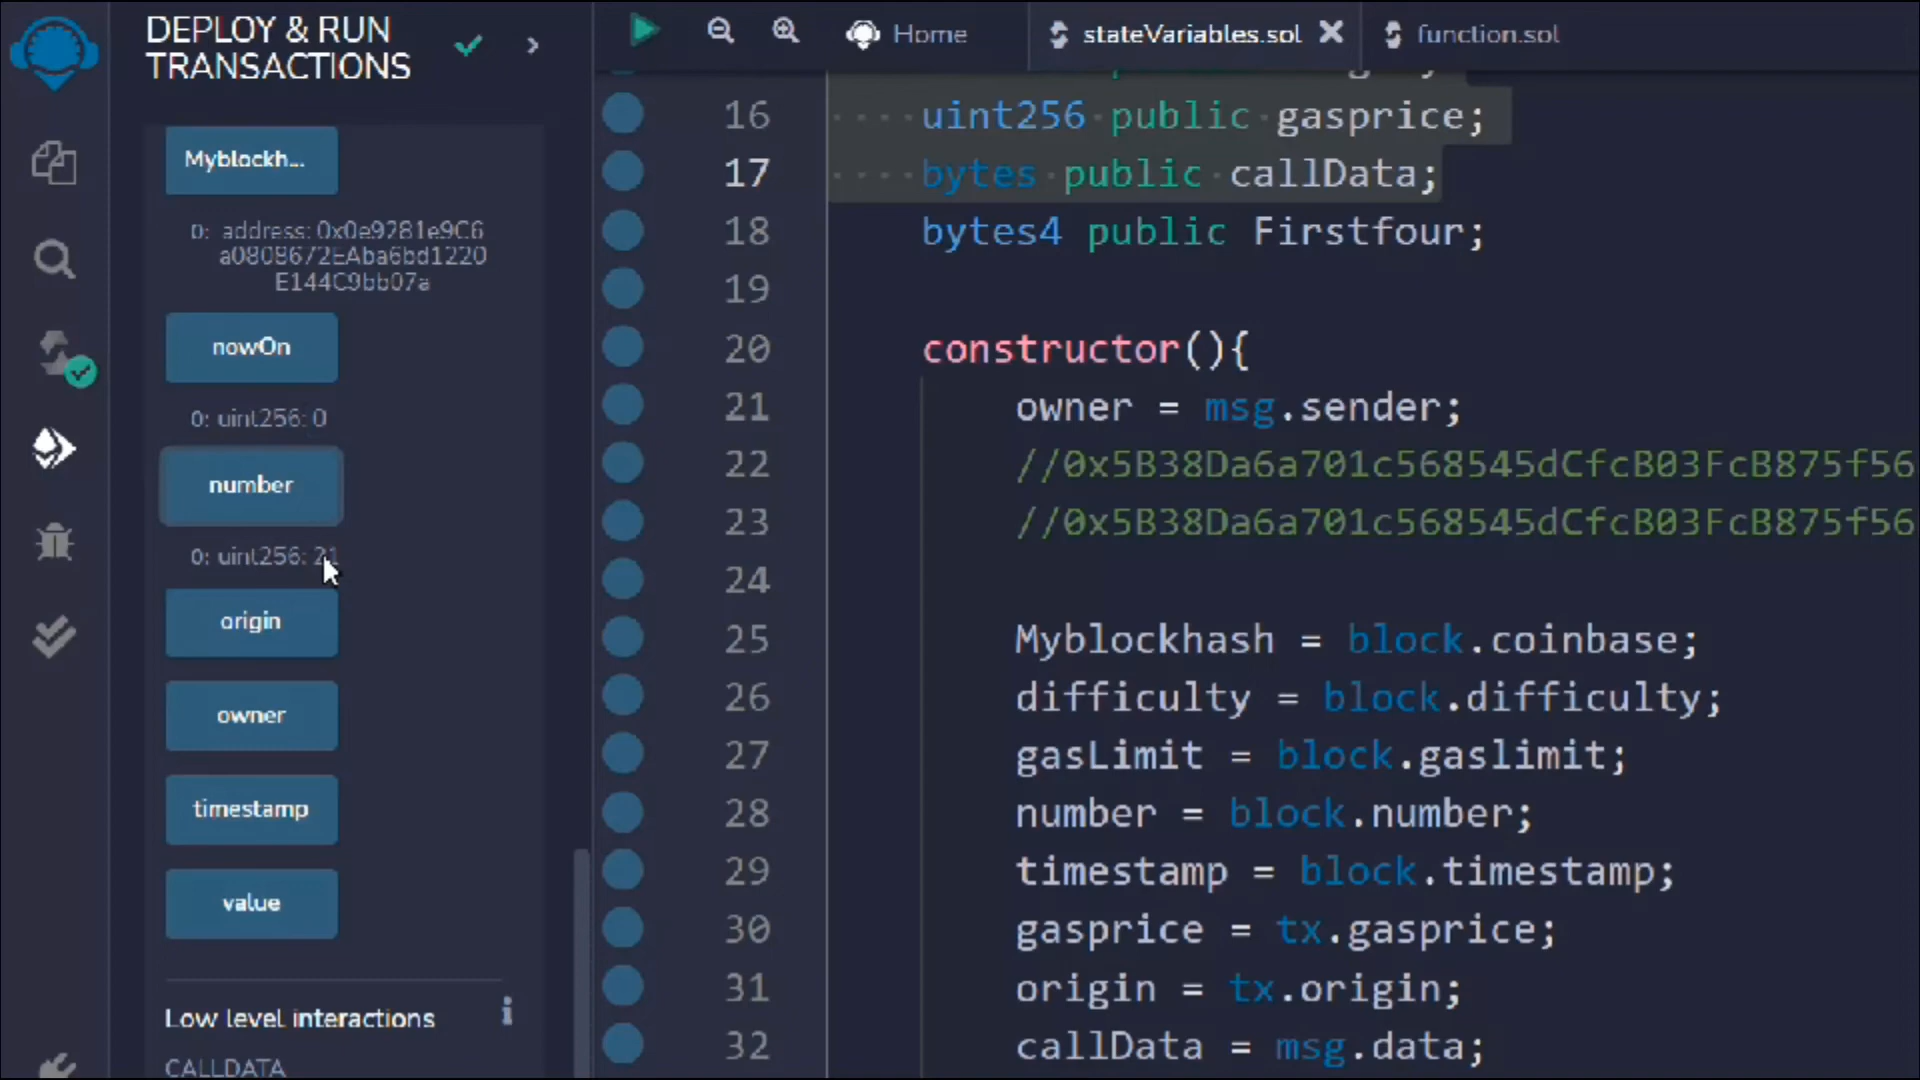 DEPLOY & RUN
TRANSACTIONS
Home
stateVariables.sol
function.sol
Myblockh...
0: address: 0x0e9281e9C6
a0808672EAba6bd1220
E144C9bb07a
nowOn
0: uint256: 0
number
0: uint256: 21
origin
owner
timestamp
value
Low level interactions
CALLDATA
16 uint256 public gasprice;
17 bytes public callData;
18 bytes4 public Firstfour;
19
20 constructor(){
21 owner = msg.sender;
22 //0x5B38Da6a701c568545dCfcB03FcB875f56
23 //0x5B38Da6a701c568545dCfcB03FcB875f56
24
25 Myblockhash = block.coinbase;
26 difficulty = block.difficulty;
27 gasLimit = block.gaslimit;
28 number = block.number;
29 timestamp = block.timestamp;
30 gasprice = tx.gasprice;
31 origin = tx.origin;
32 callData = msg.data;